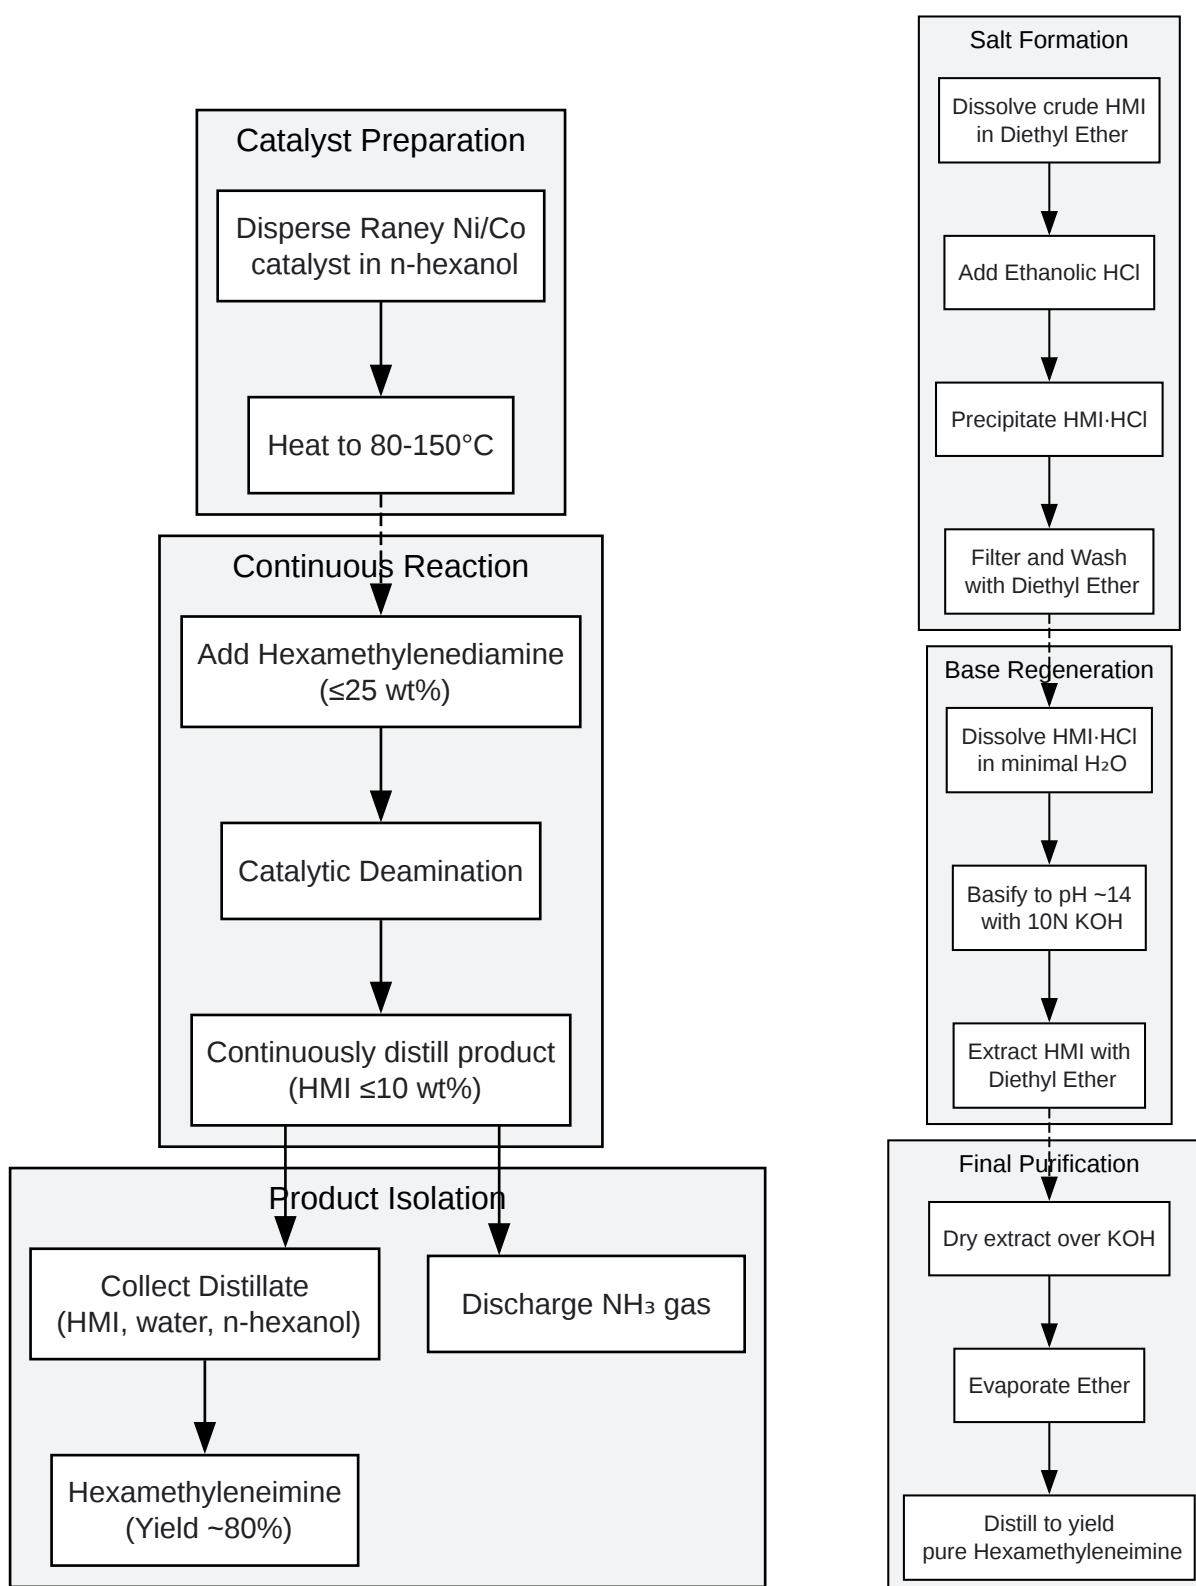 Catalyst Preparation
Disperse Raney Ni/Co
catalyst in n-hexanol
Heat to 80-150°C
Continuous Reaction
Add Hexamethylenediamine
(≤25 wt%)
Catalytic Deamination
Continuously distill product
(HMI ≤10 wt%)
Product Isolation
Collect Distillate
(HMI, water, n-hexanol)
Discharge NH₃ gas
Hexamethyleneimine
(Yield ~80%)
Salt Formation
Dissolve crude HMI
in Diethyl Ether
Add Ethanolic HCl
Precipitate HMI·HCl
Filter and Wash
with Diethyl Ether
Base Regeneration
Dissolve HMI·HCl
in minimal H₂O
Basify to pH ~14
with 10N KOH
Extract HMI with
Diethyl Ether
Final Purification
Dry extract over KOH
Evaporate Ether
Distill to yield
pure Hexamethyleneimine